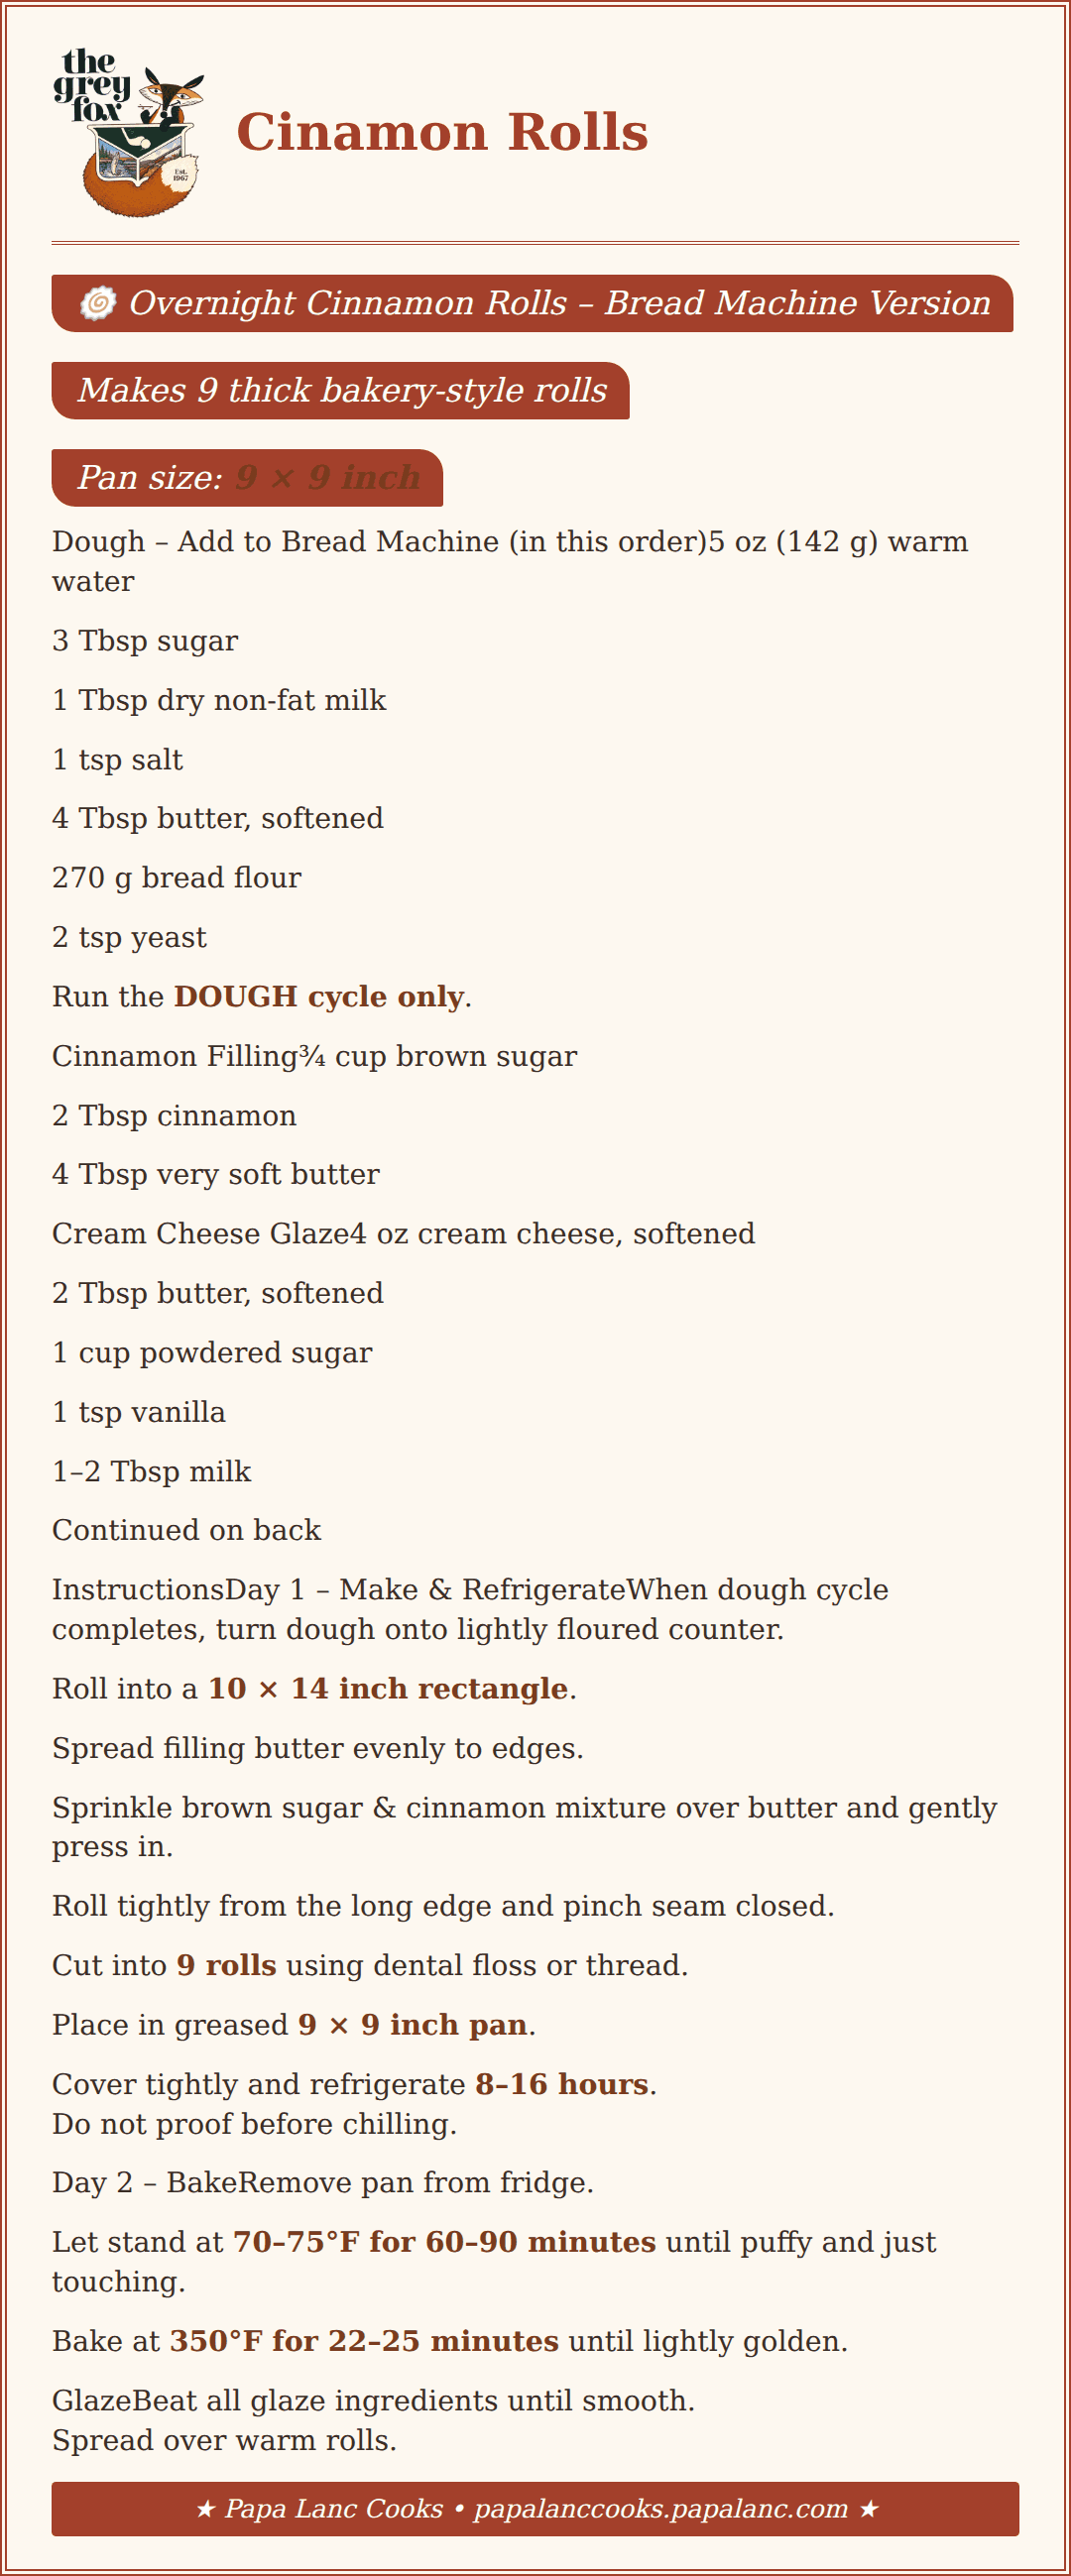 the
grey
fox
Est.
1967
Cinamon Rolls
🍥 Overnight Cinnamon Rolls – Bread Machine Version
Makes 9 thick bakery-style rolls
Pan size: 9 × 9 inch
Dough – Add to Bread Machine (in this order)5 oz (142 g) warm
water
3 Tbsp sugar
1 Tbsp dry non-fat milk
1 tsp salt
4 Tbsp butter, softened
270 g bread flour
2 tsp yeast
Run the DOUGH cycle only.
Cinnamon Filling¾ cup brown sugar
2 Tbsp cinnamon
4 Tbsp very soft butter
Cream Cheese Glaze4 oz cream cheese, softened
2 Tbsp butter, softened
1 cup powdered sugar
1 tsp vanilla
1–2 Tbsp milk
Continued on back
InstructionsDay 1 – Make & RefrigerateWhen dough cycle
completes, turn dough onto lightly floured counter.
Roll into a 10 × 14 inch rectangle.
Spread filling butter evenly to edges.
Sprinkle brown sugar & cinnamon mixture over butter and gently
press in.
Roll tightly from the long edge and pinch seam closed.
Cut into 9 rolls using dental floss or thread.
Place in greased 9 × 9 inch pan.
Cover tightly and refrigerate 8–16 hours.
Do not proof before chilling.
Day 2 – BakeRemove pan from fridge.
Let stand at 70–75°F for 60–90 minutes until puffy and just
touching.
Bake at 350°F for 22–25 minutes until lightly golden.
GlazeBeat all glaze ingredients until smooth.
Spread over warm rolls.
★ Papa Lanc Cooks • papalanccooks.papalanc.com ★